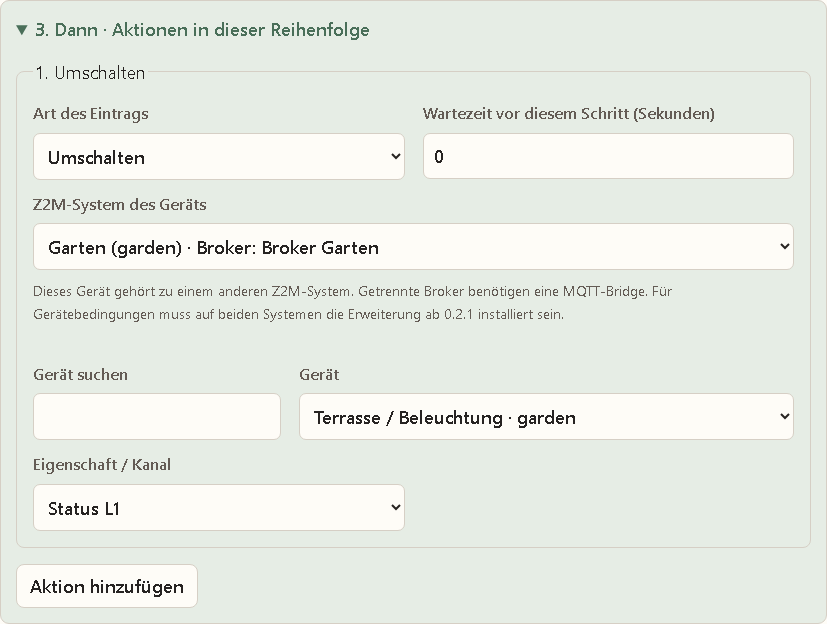 ▼ 3. Dann · Aktionen in dieser Reihenfolge
1. Umschalten
Art des Eintrags
Wartezeit vor diesem Schritt (Sekunden)
Umschalten
0
Z2M-System des Geräts
Garten (garden) · Broker: Broker Garten
Dieses Gerät gehört zu einem anderen Z2M-System. Getrennte Broker benötigen eine MQTT-Bridge. Für
Gerätebedingungen muss auf beiden Systemen die Erweiterung ab 0.2.1 installiert sein.
Gerät suchen
Gerät
Terrasse / Beleuchtung · garden
Eigenschaft / Kanal
Status L1
Aktion hinzufügen